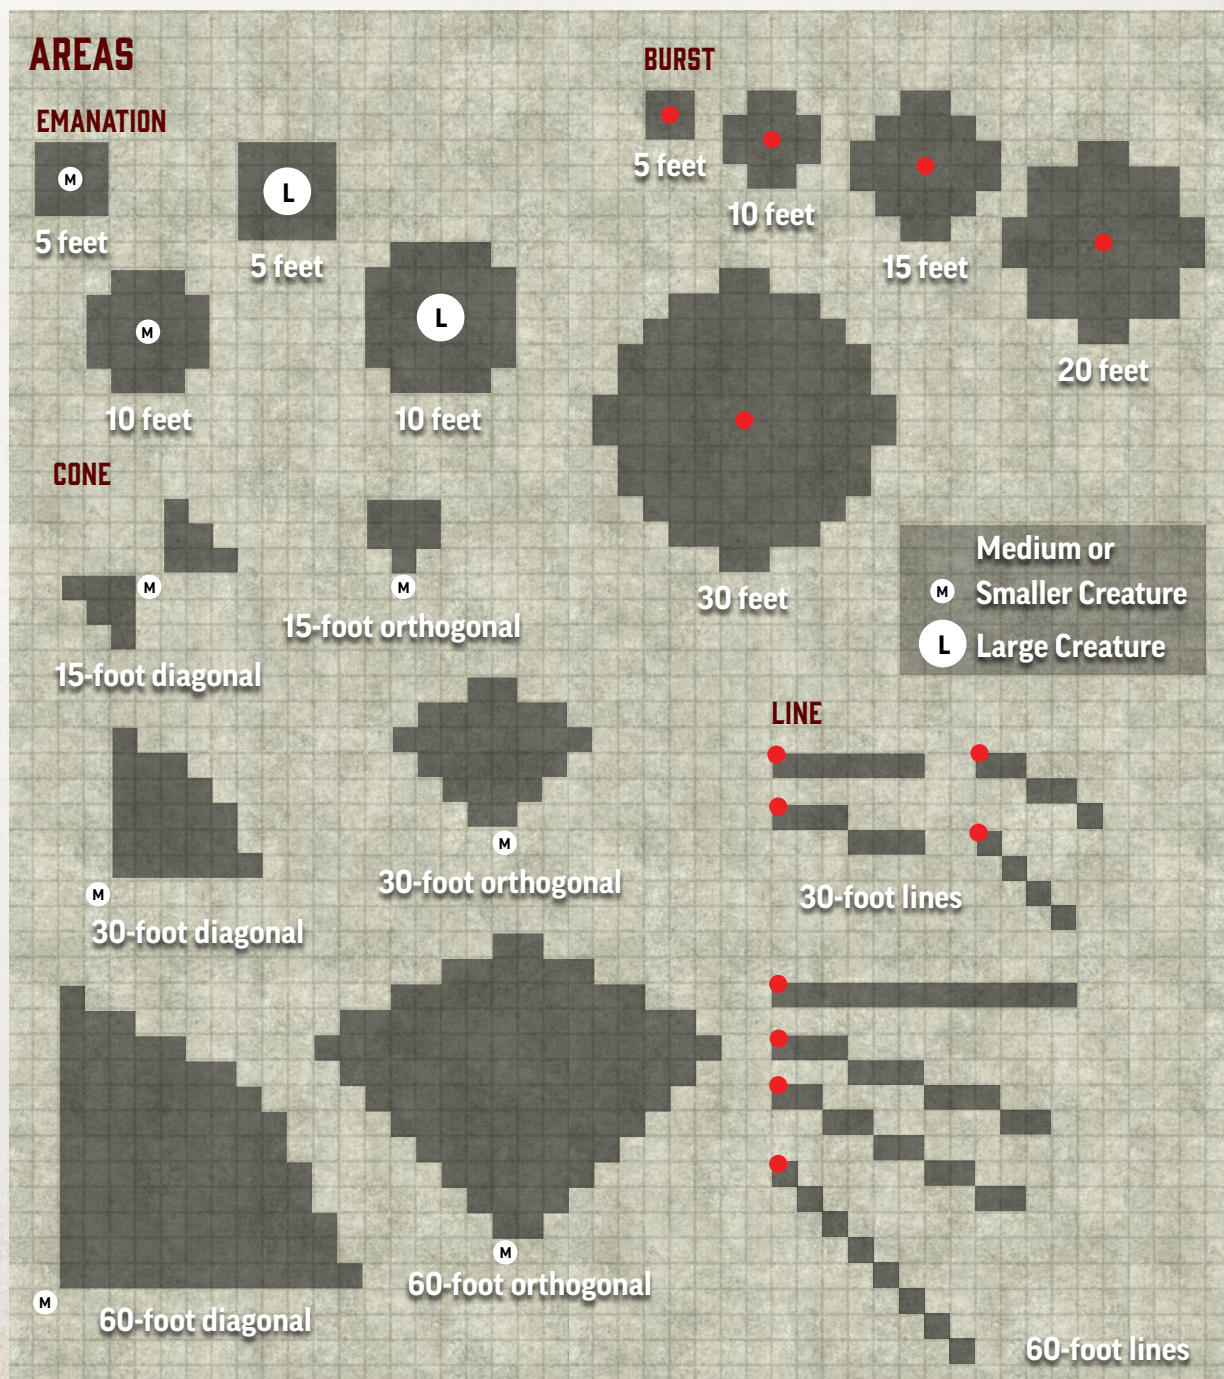 AREAS
EMANATION
M
5 feet
L
5 feet
M
10 feet
L
10 feet
BURST
5 feet
10 feet
15 feet
20 feet
30 feet
CONE
M
15-foot diagonal
M
15-foot orthogonal
M
30-foot diagonal
M
30-foot orthogonal
M
60-foot diagonal
M
60-foot orthogonal
Medium or
M Smaller Creature
L Large Creature
LINE
30-foot lines
60-foot lines